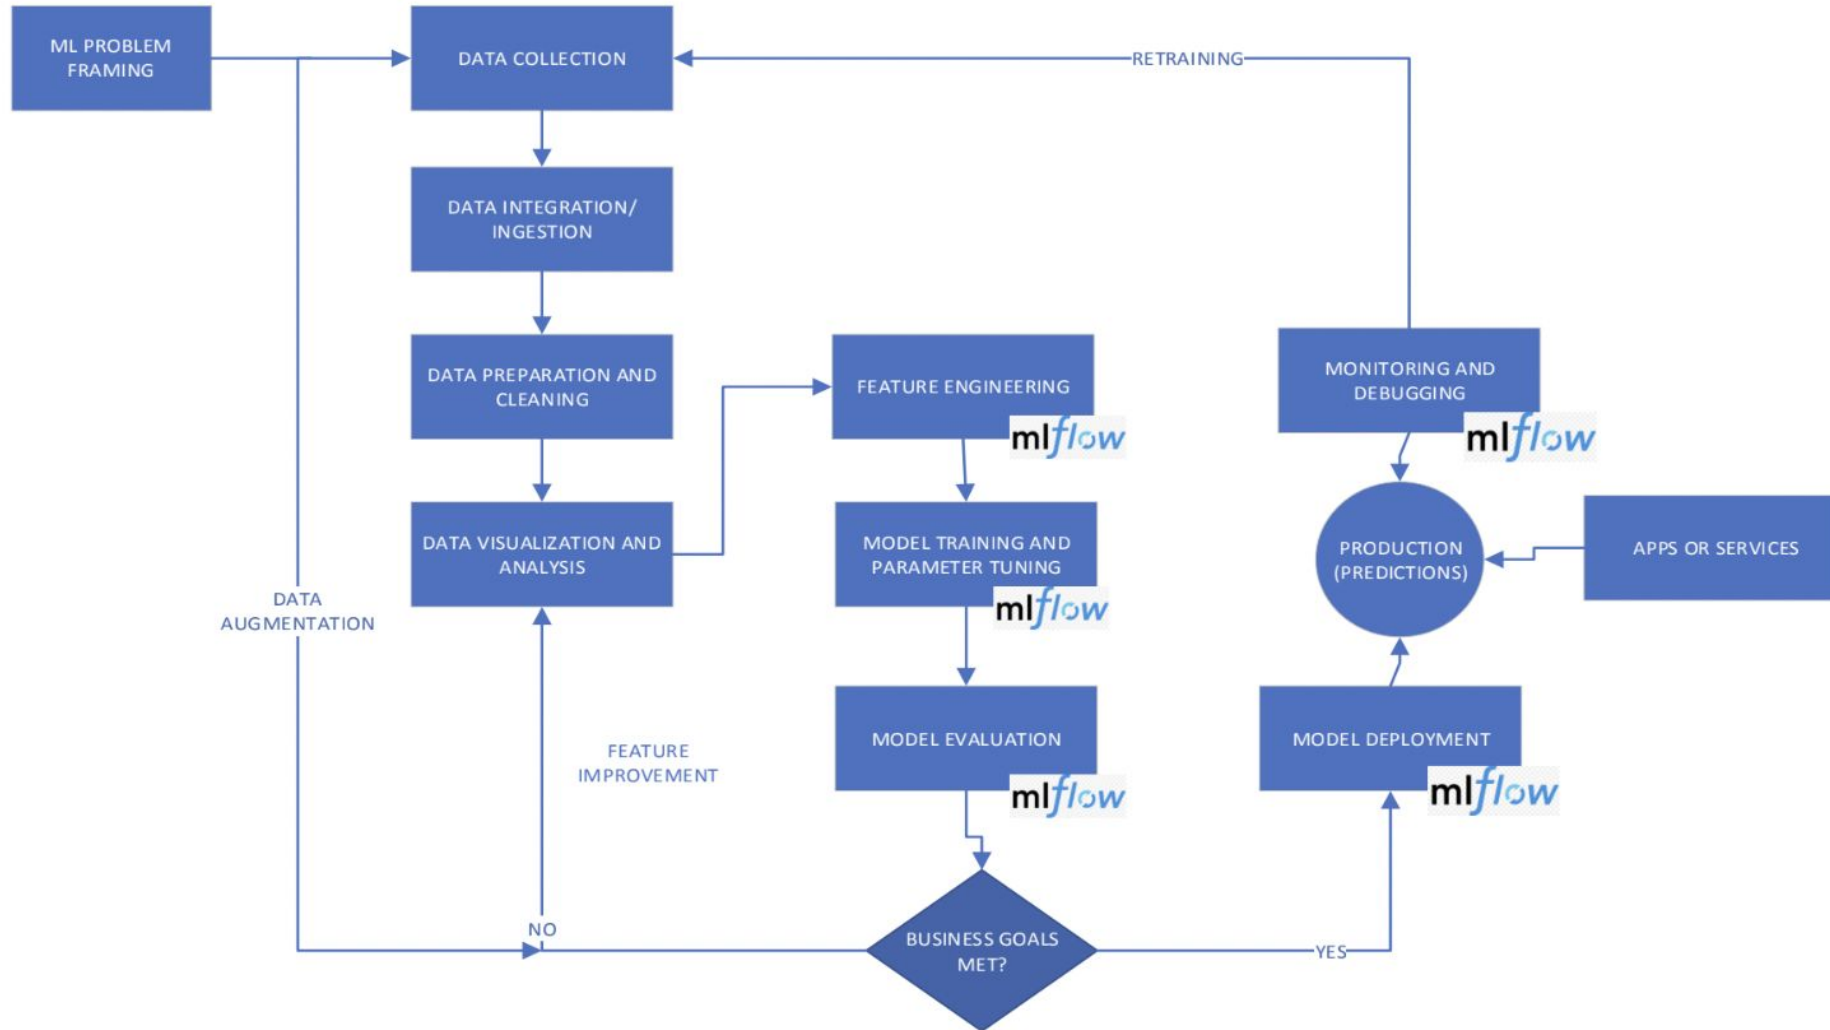 ML PROBLEM
FRAMING
DATA COLLECTION
RETRAINING
DATA INTEGRATION/
INGESTION
DATA PREPARATION AND
CLEANING
FEATURE ENGINEERING
mlflow
MONITORING AND
DEBUGGING
mlflow
DATA VISUALIZATION AND
ANALYSIS
MODEL TRAINING AND
PARAMETER TUNING
mlflow
PRODUCTION
(PREDICTIONS)
APPS OR SERVICES
DATA
AUGMENTATION
FEATURE
IMPROVEMENT
MODEL EVALUATION
mlflow
MODEL DEPLOYMENT
mlflow
NO
BUSINESS GOALS
MET?
YES